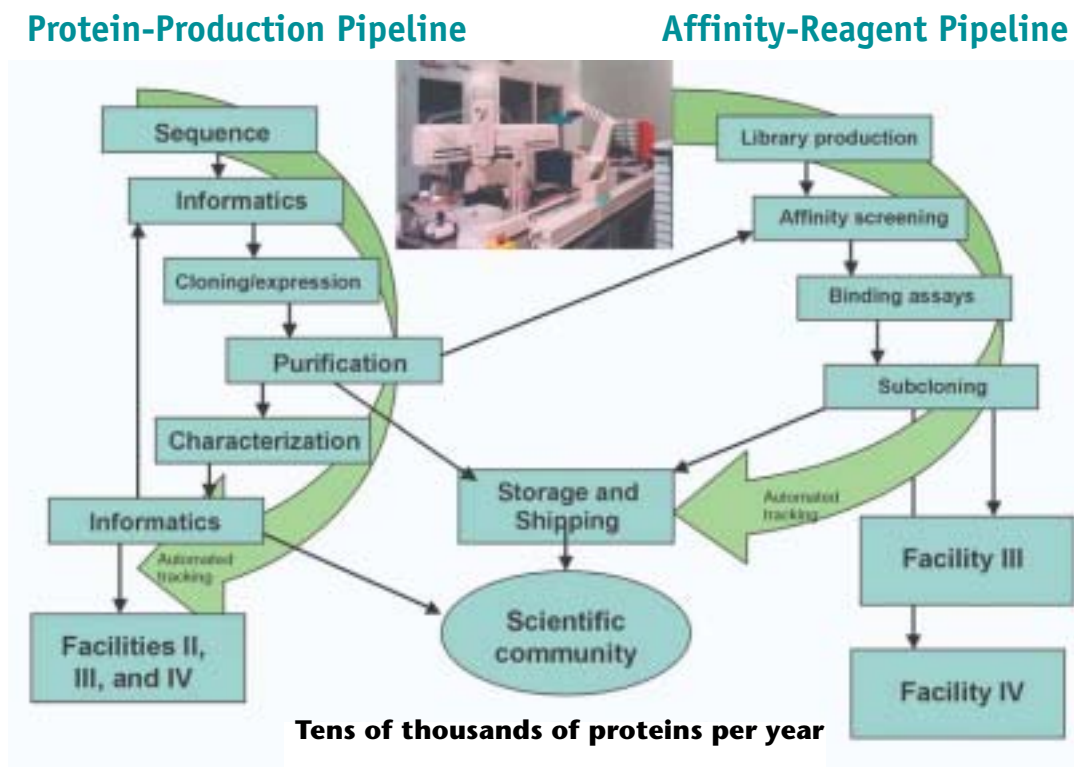 Protein-Production Pipeline
Affinity-Reagent Pipeline
Sequence
Informatics
Cloning/expression
Purification
Characterization
Informatics
Automated
tracking
Facilities II,
III, and IV
Library production
Affinity screening
Binding assays
Subcloning
Automated
tracking
Storage and
Shipping
Scientific
community
Facility III
Facility IV
Tens of thousands of proteins per year